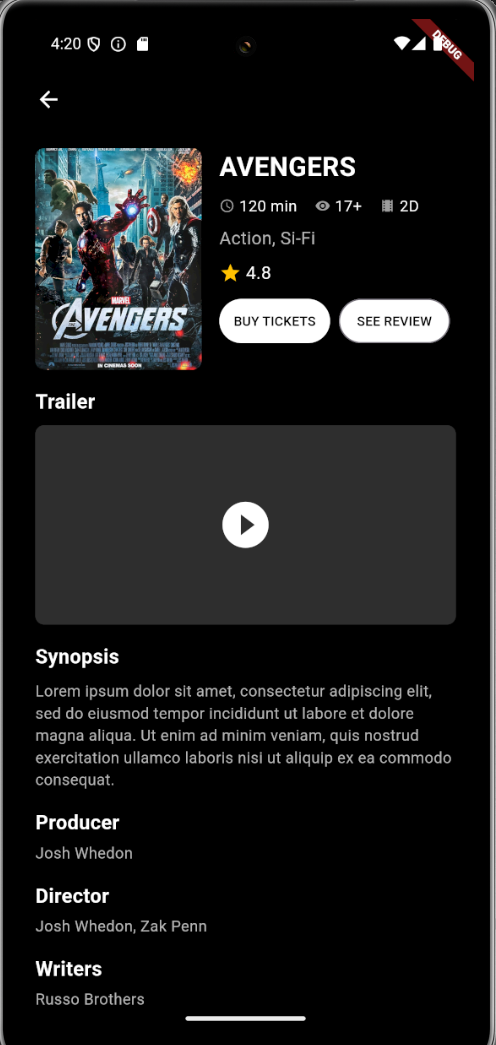 4:20
DEBUG
AVENGERS
120 min 17+ 2D
Action, Si-Fi
4.8
BUY TICKETS SEE REVIEW
MARVEL
AVENGERS
IN CINEMAS SOON
Trailer
Synopsis
Lorem ipsum dolor sit amet, consectetur adipiscing elit,
sed do eiusmod tempor incididunt ut labore et dolore
magna aliqua. Ut enim ad minim veniam, quis nostrud
exercitation ullamco laboris nisi ut aliquip ex ea commodo
consequat.
Producer
Josh Whedon
Director
Josh Whedon, Zak Penn
Writers
Russo Brothers